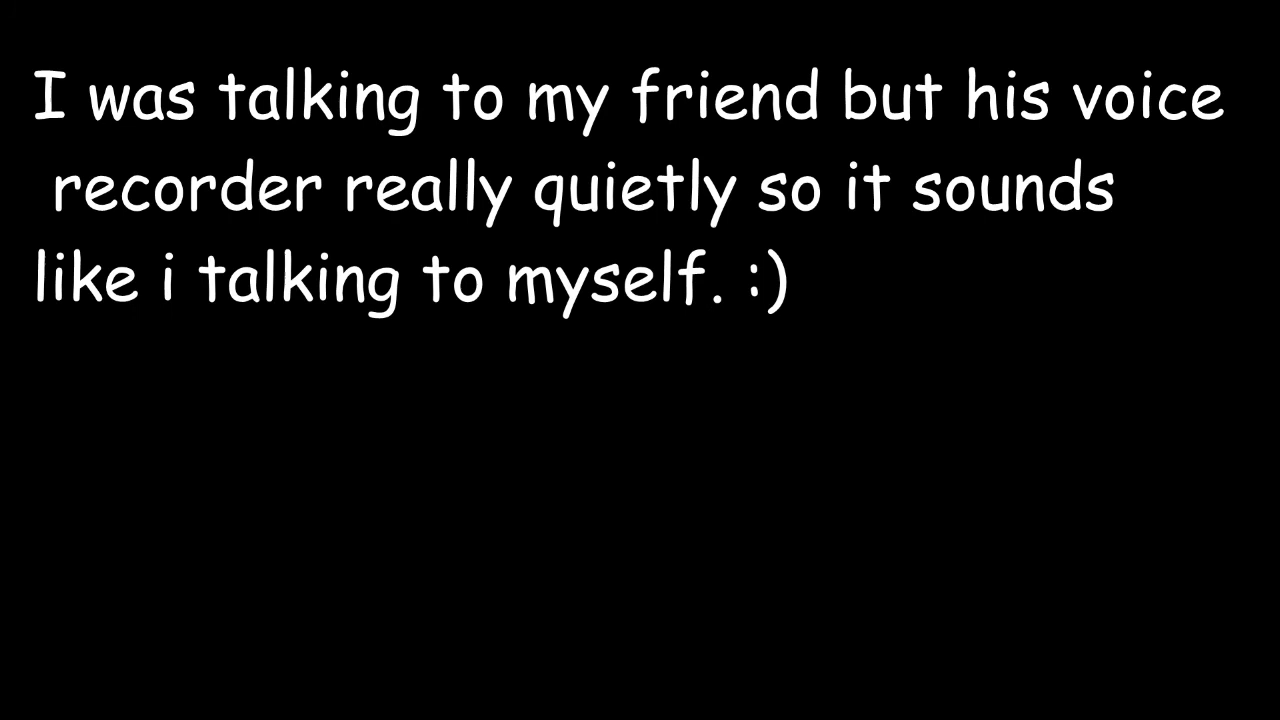 I was talking to my friend but his voice
recorder really quietly so it sounds
like i talking to myself. :)